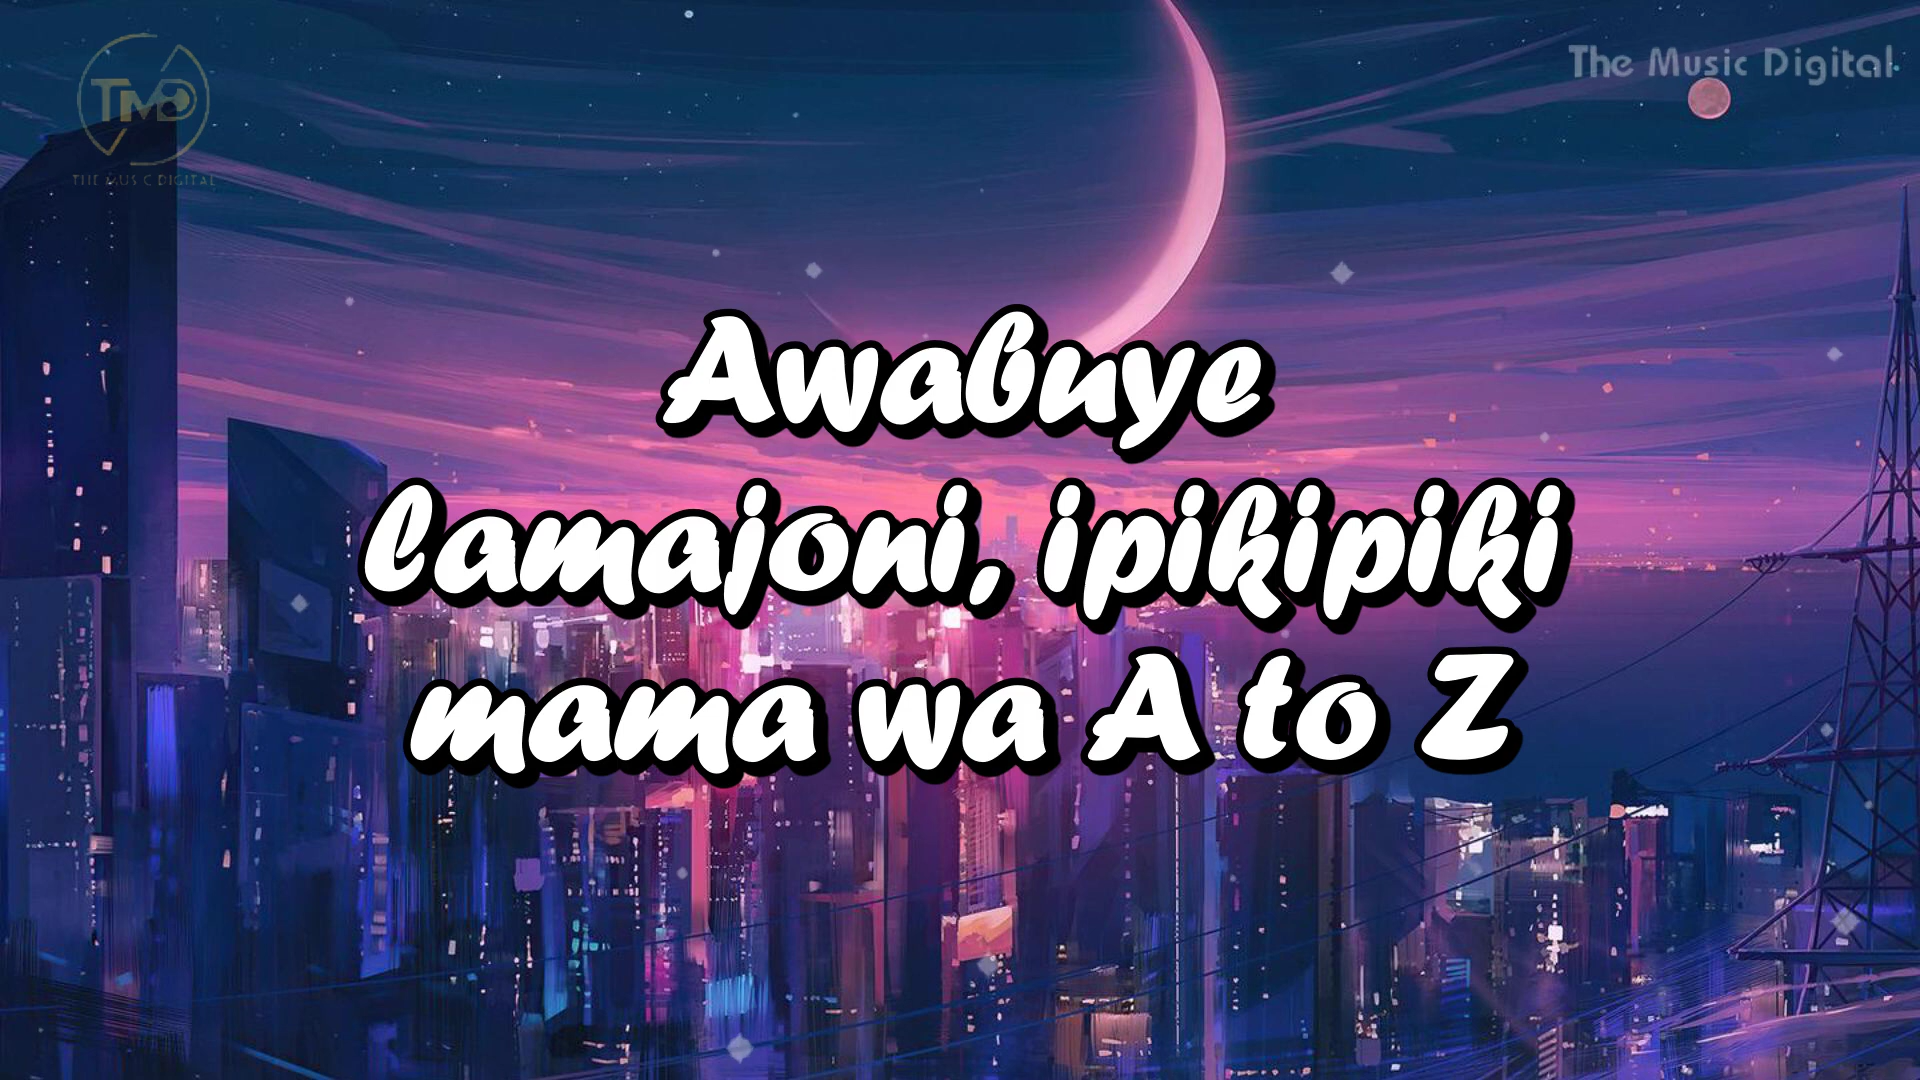 TMD
THE MUSIC DIGITAL
The Music Digital
Awabuye
lamajoni, ipikipiki
mama wa A to Z